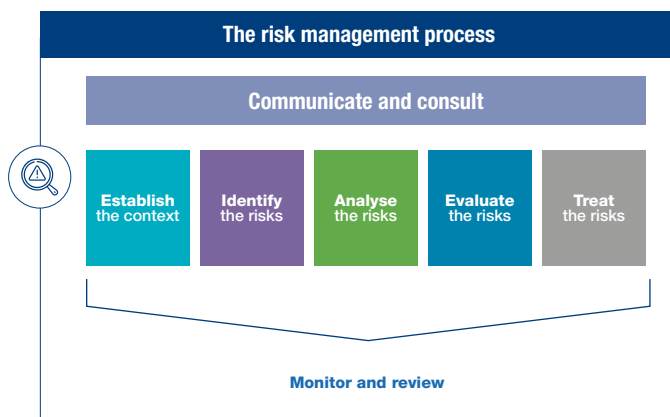 The risk management process
Communicate and consult
Establish
the context
Identify
the risks
Analyse
the risks
Evaluate
the risks
Treat
the risks
Monitor and review